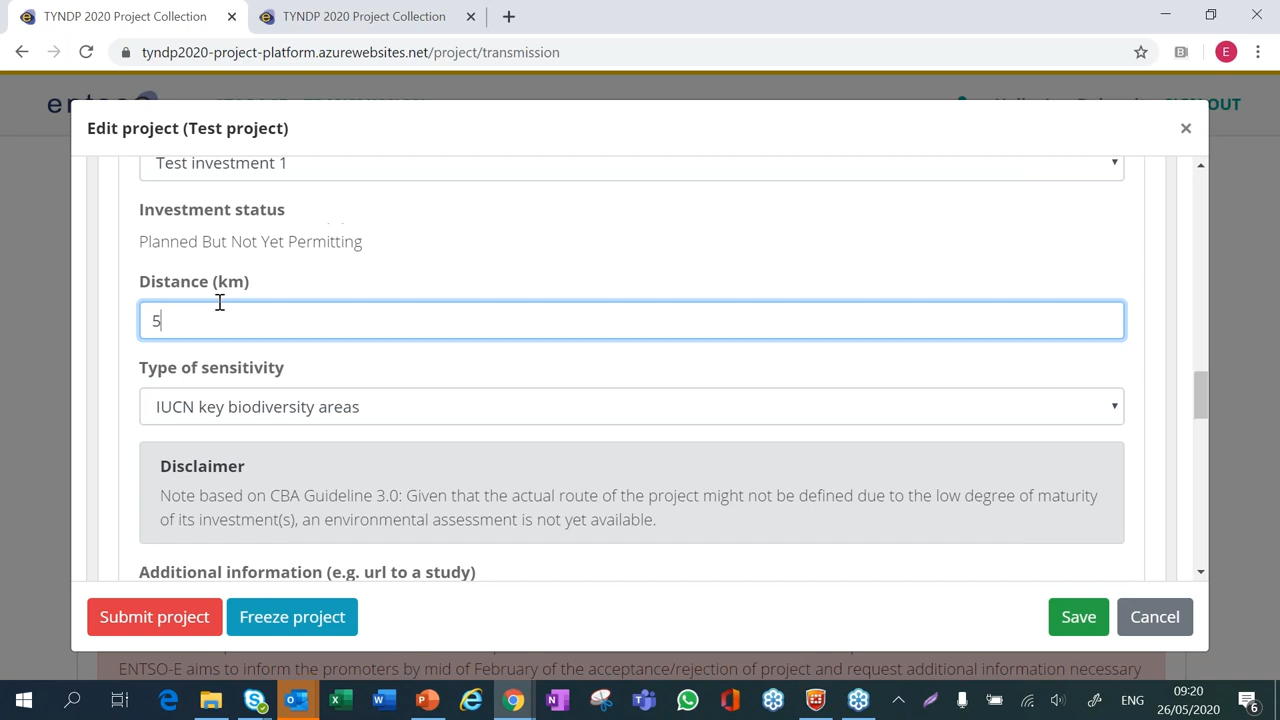 TYNDP 2020 Project Collection
TYNDP 2020 Project Collection
tyndp2020-project-platform.azurewebsites.net/project/transmission
E
OUT
Edit project (Test project)
Test investment 1
Investment status
Planned But Not Yet Permitting
Distance (km)
5
Type of sensitivity
IUCN key biodiversity areas
Disclaimer
Note based on CBA Guideline 3.0: Given that the actual route of the project might not be defined due to the low degree of maturity
of its investment(s), an environmental assessment is not yet available.
Additional information (e.g. url to a study)
Submit project
Freeze project
Save
Cancel
ENTSO-E aims to inform the promoters by mid of February of the acceptance/rejection of project and request additional information necessary
ENG
09:20
26/05/2020
6